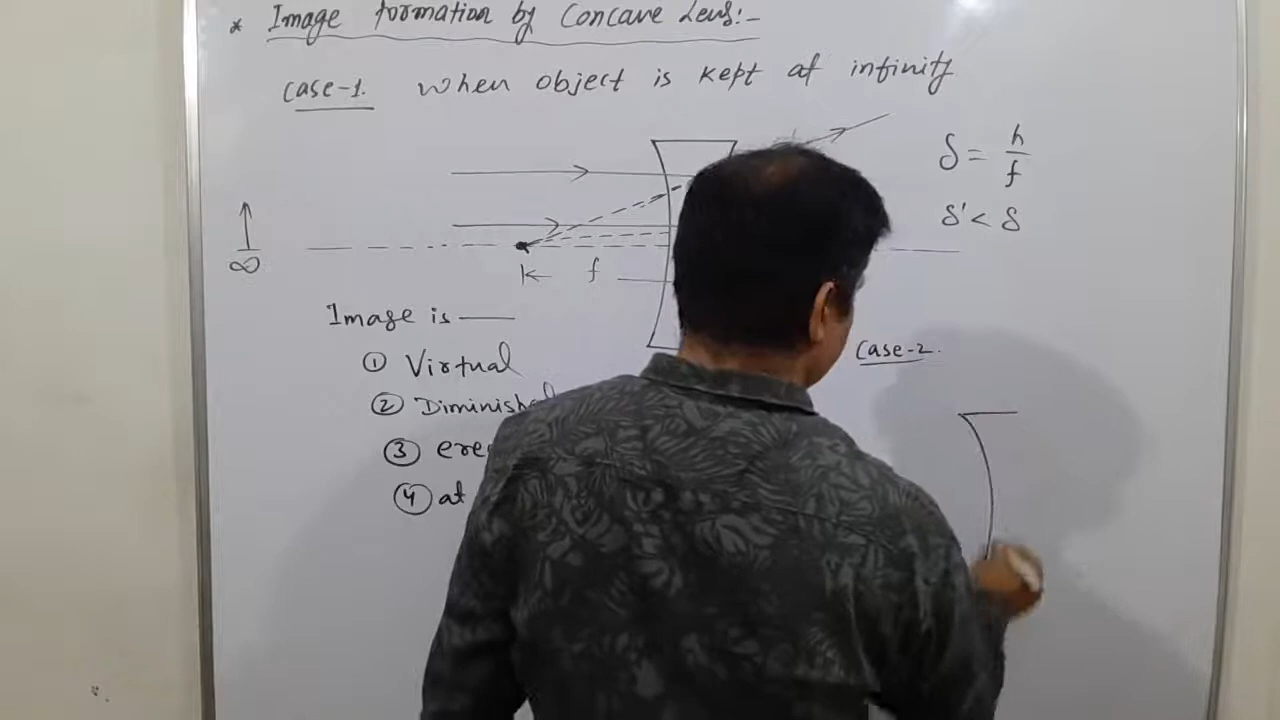 * Image formation by Concave Lens:-
Case-1. When object is kept at infinity
δ = h/f
δ' < δ
∞
f
Image is ——
① Virtual
② Diminished
③
④ at
Case-2.